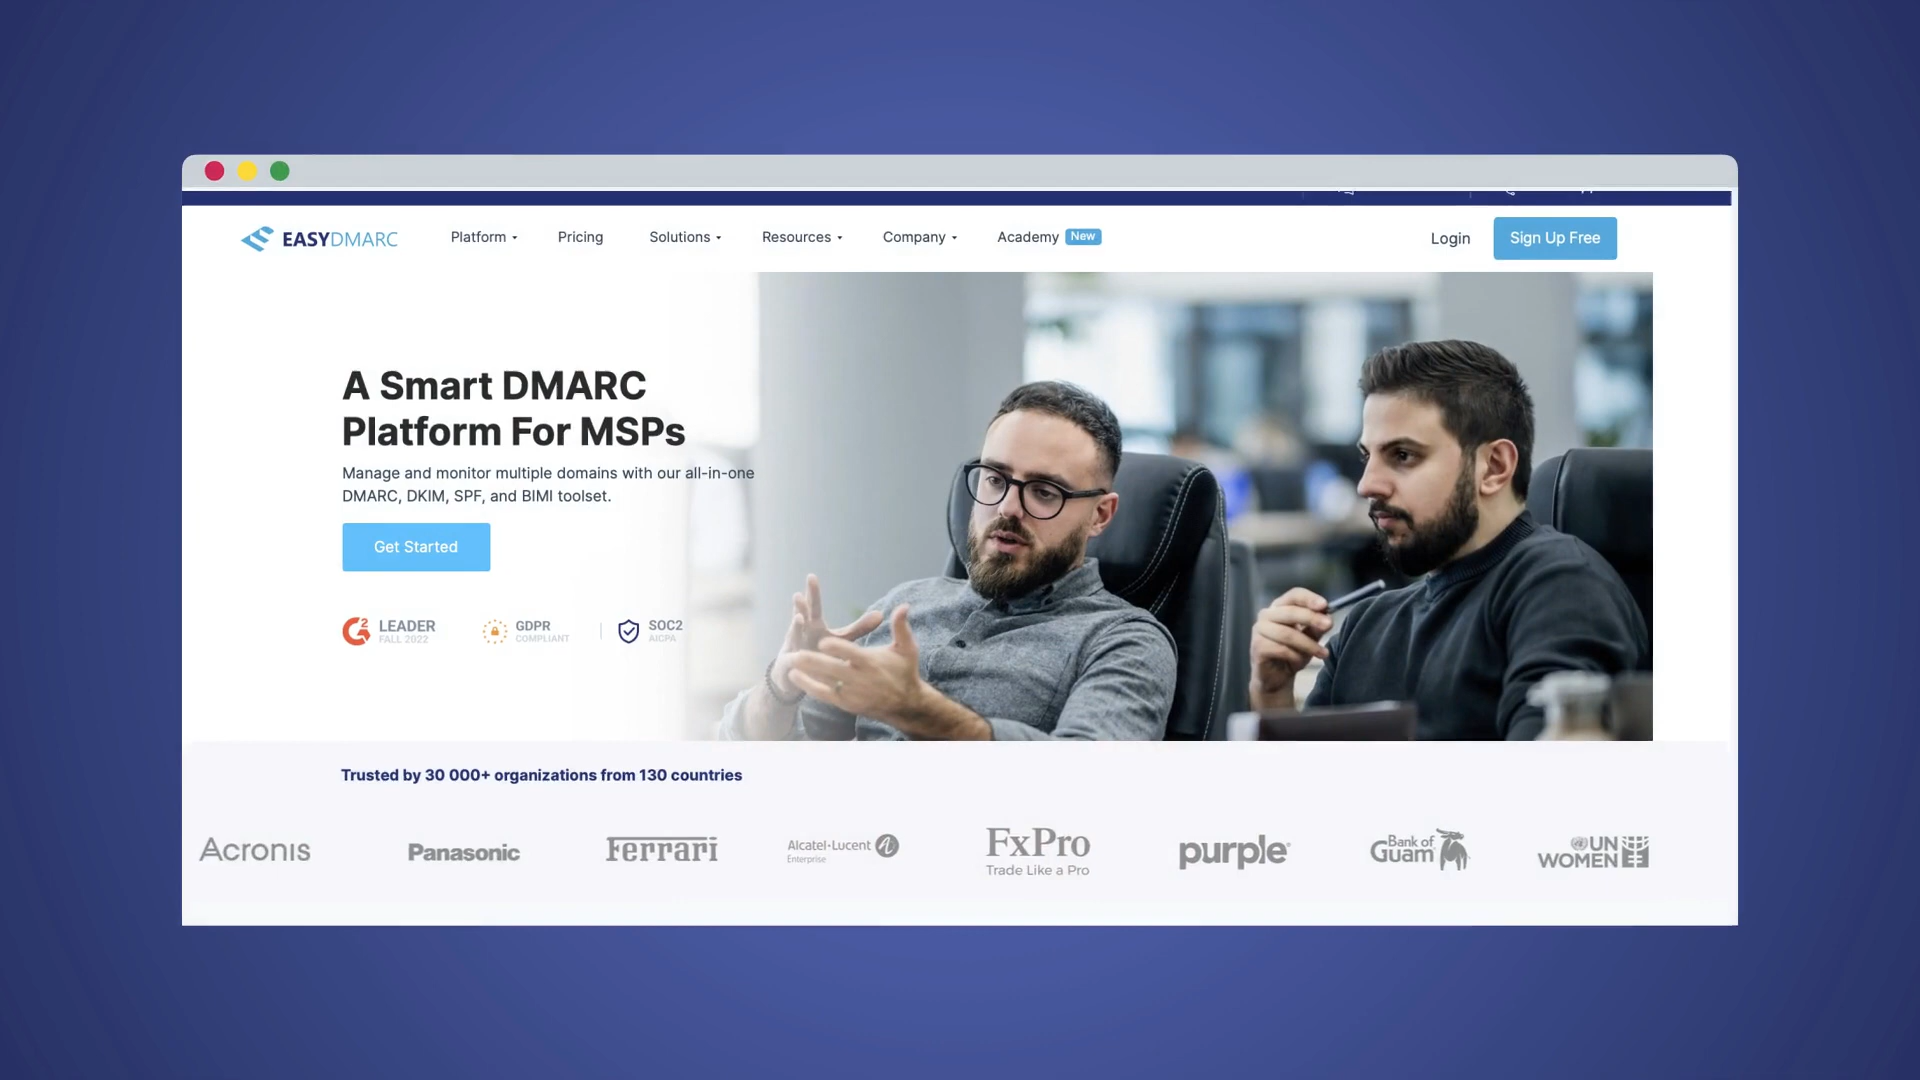 EASYDMARC
Platform
Pricing
Solutions
Resources
Company
Academy New
Login
Sign Up Free
A Smart DMARC
Platform For MSPs
Manage and monitor multiple domains with our all-in-one
DMARC, DKIM, SPF, and BIMI toolset.
Get Started
G2 LEADER
FALL 2022
GDPR
COMPLIANT
SOC2
AICPA
Trusted by 30 000+ organizations from 130 countries
Acronis
Panasonic
Ferrari
Alcatel·Lucent
Enterprise
FxPro
Trade Like a Pro
purple
Bank of
Guam
UN
WOMEN